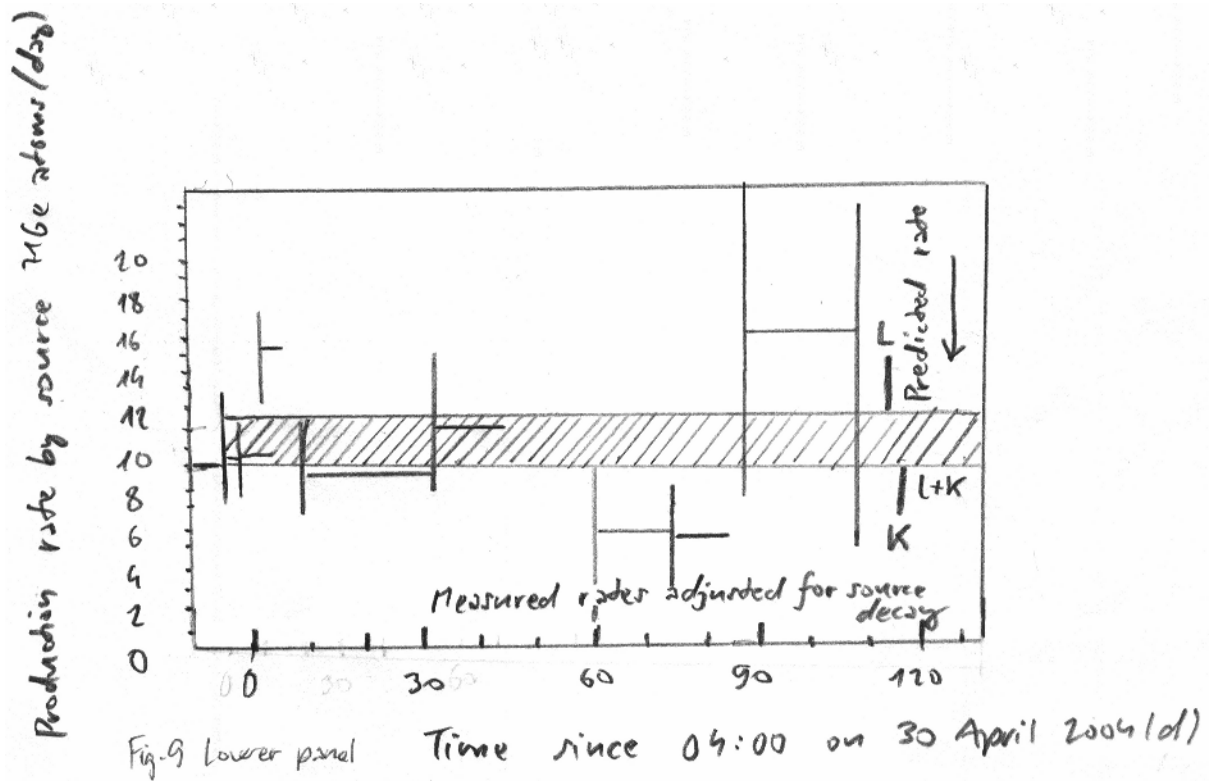 Production rate by source 71Ge atoms/day)
20
18
16
14
12
10
8
6
4
2
0
Predicted rate
L
L+K
K
Measured rates adjusted for source
decay
0 30 60 90 120
Time since 04:00 on 30 April 2004 (d)
Fig.9 Lowrer panel